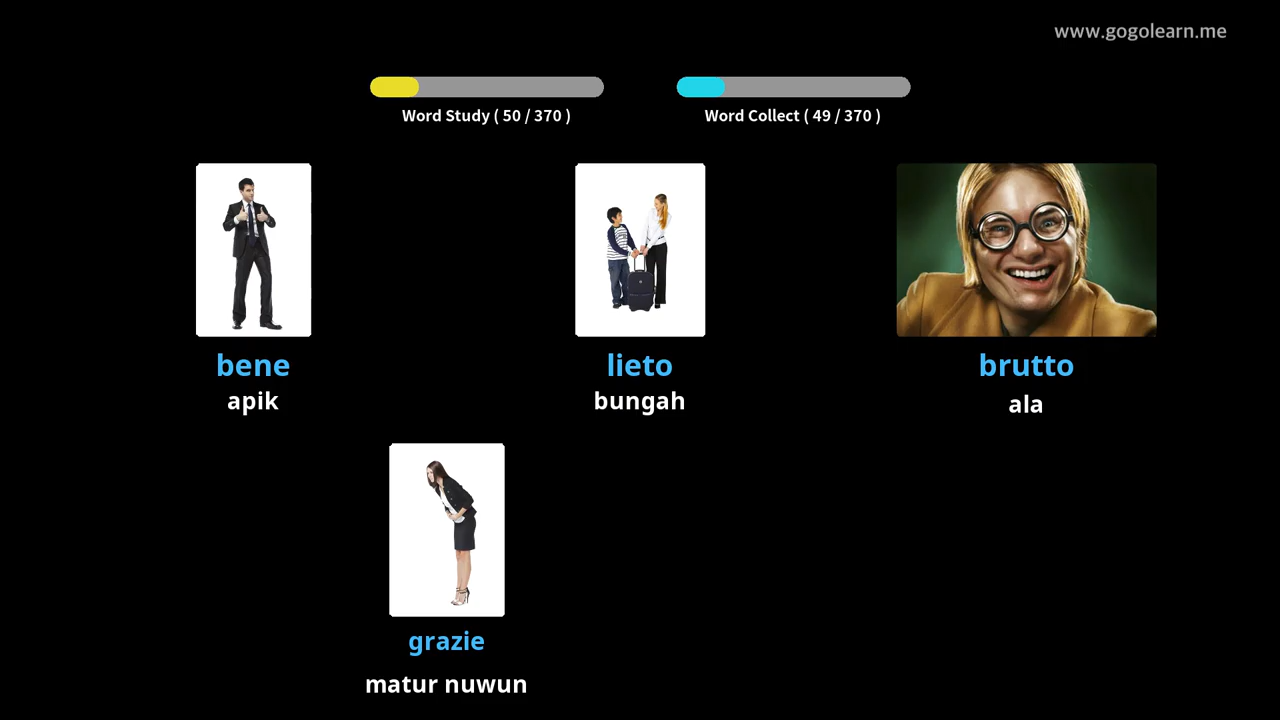 www.gogolearn.me
Word Study ( 50 / 370 )
Word Collect ( 49 / 370 )
bene
apik
lieto
bungah
brutto
ala
grazie
matur nuwun